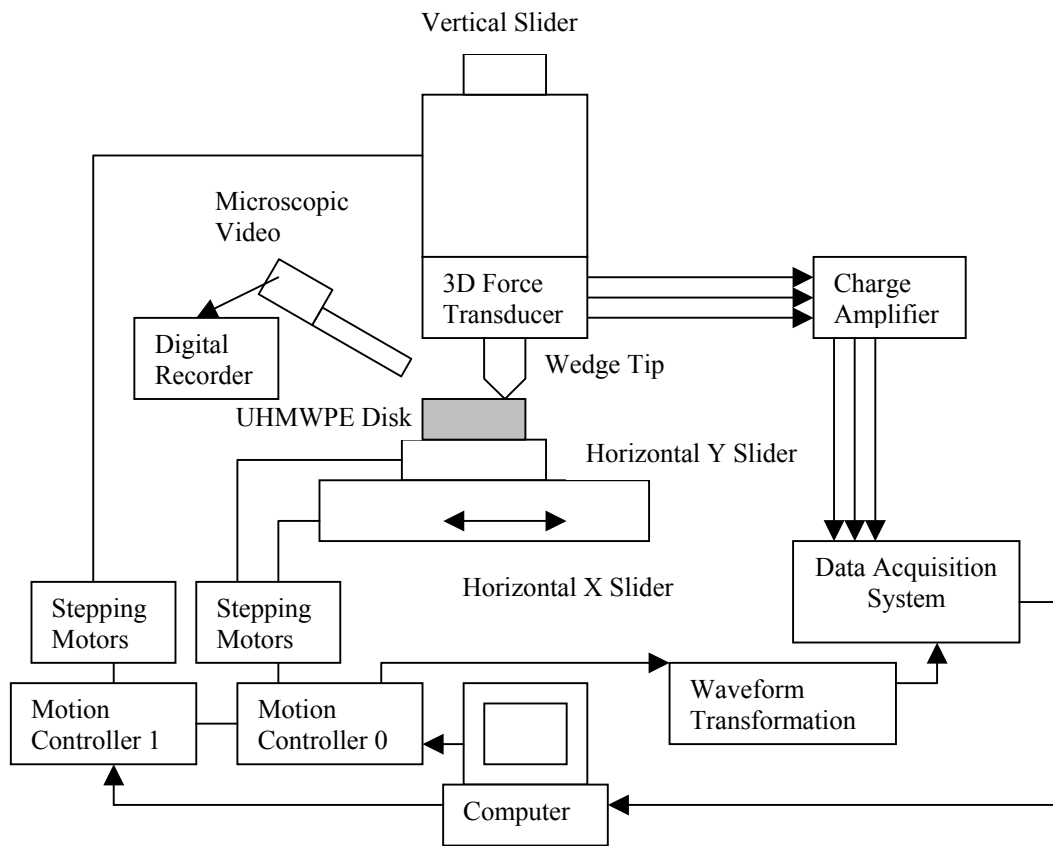 Vertical Slider
Microscopic
Video
3D Force
Transducer
Charge
Amplifier
Digital
Recorder
Wedge Tip
UHMWPE Disk
Horizontal Y Slider
Data Acquisition
System
Horizontal X Slider
Stepping
Motors
Stepping
Motors
Motion
Controller 1
Motion
Controller 0
Waveform
Transformation
Computer